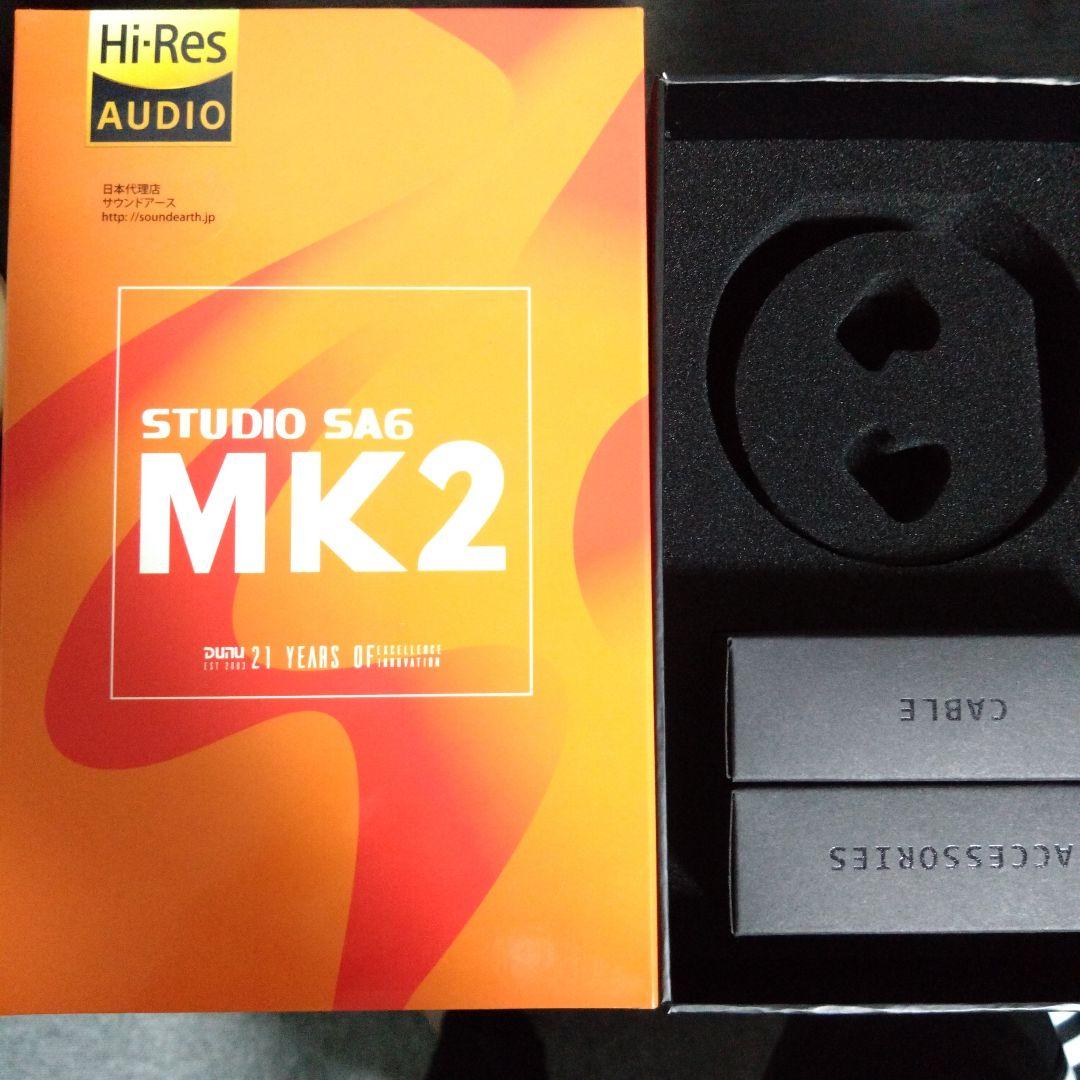 Hi-Res
AUDIO
日本代理店
サウンドアース
http: //soundearth.jp
STUDIO SA6
MK2
DUNU EST 2003 21 YEARS OF EXCELLENCE INNOVATION
CABLE
ACCESSORIES